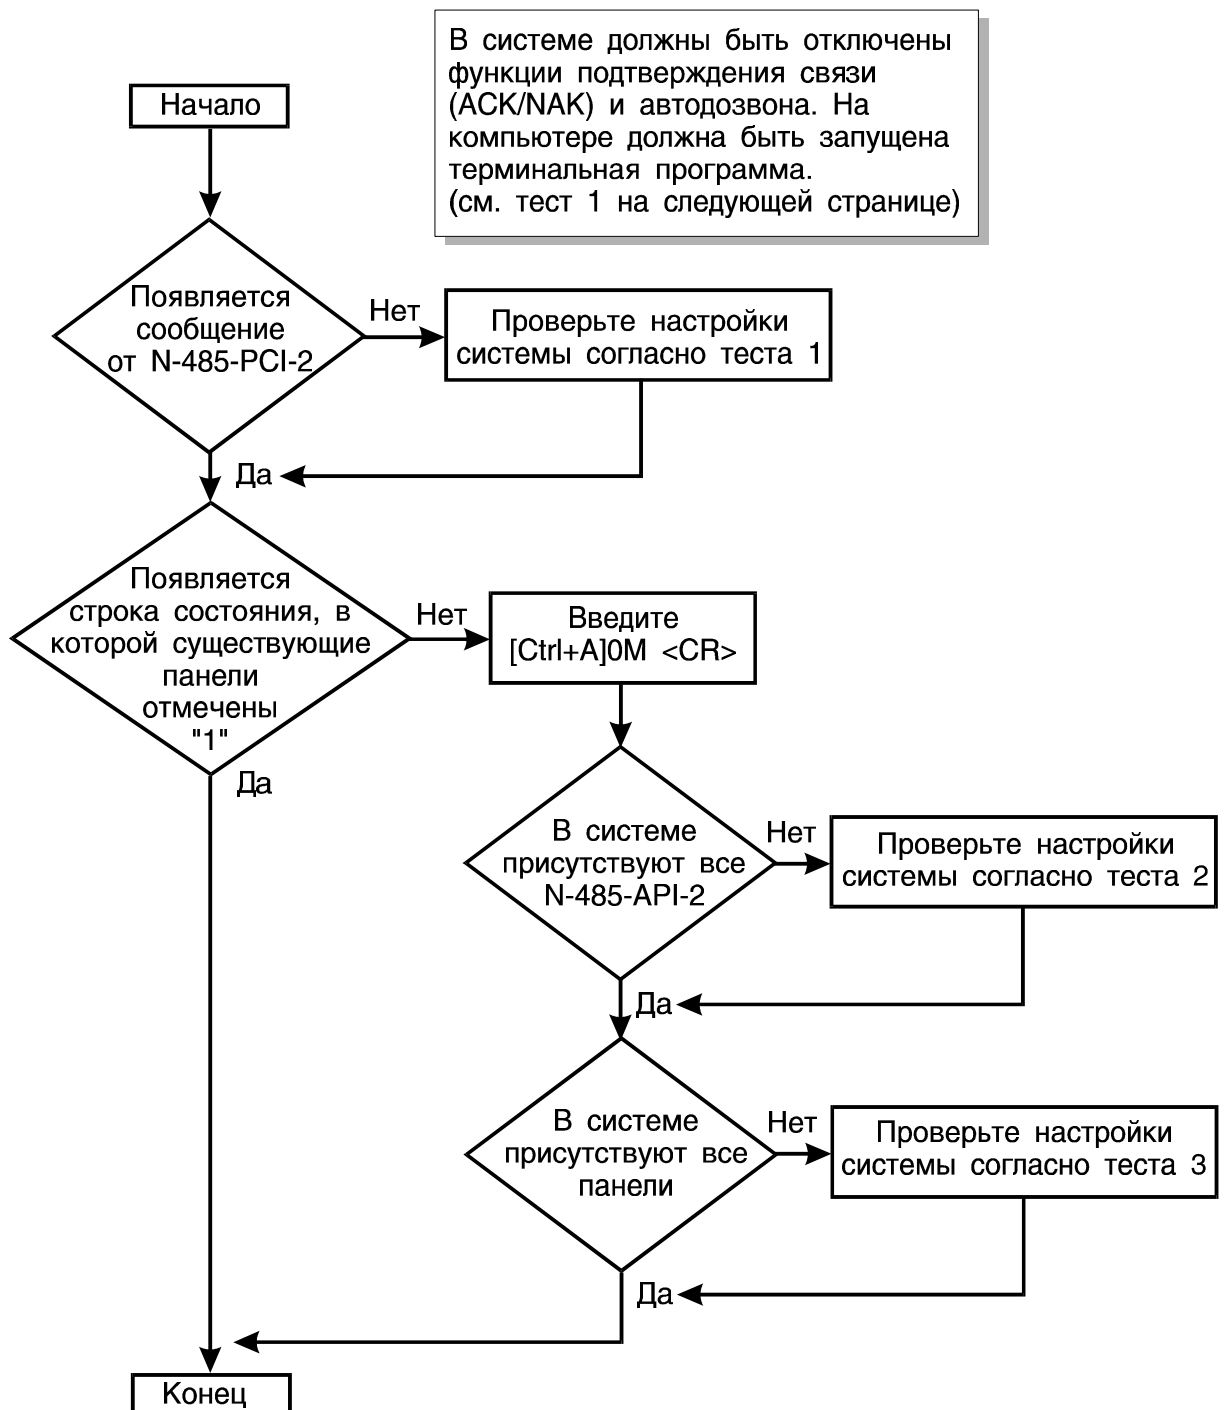 В системе должны быть отключены
функции подтверждения связи
(ACK/NAK) и автодозвона. На
компьютере должна быть запущена
терминальная программа.
(см. тест 1 на следующей странице)
Начало
Появляется
сообщение
от N-485-PCI-2
Нет
Проверьте настройки
системы согласно теста 1
Да
Появляется
строка состояния, в
которой существующие
панели
отмечены
"1"
Нет
Введите
[Ctrl+A]0M <CR>
Да
В системе
присутствуют все
N-485-API-2
Нет
Проверьте настройки
системы согласно теста 2
Да
В системе
присутствуют все
панели
Нет
Проверьте настройки
системы согласно теста 3
Да
Конец